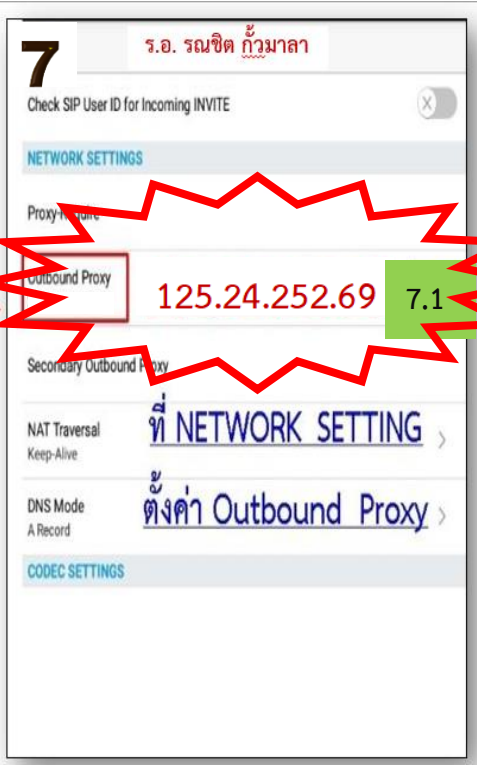 7
ร.อ. รณชิต กั้วมาลา
Check SIP User ID for Incoming INVITE
NETWORK SETTINGS
Proxy-Require
Outbound Proxy
125.24.252.69
7.1
Secondary Outbound Proxy
NAT Traversal
ที่ NETWORK SETTING
Keep-Alive
DNS Mode
ตั้งค่า Outbound Proxy
A Record
CODEC SETTINGS